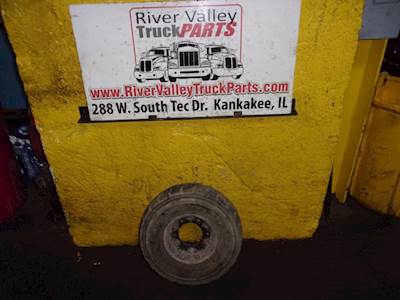 River Valley
TruckPARTS
www.RiverValleyTruckParts.com
288 W. South Tec Dr. Kankakee, IL